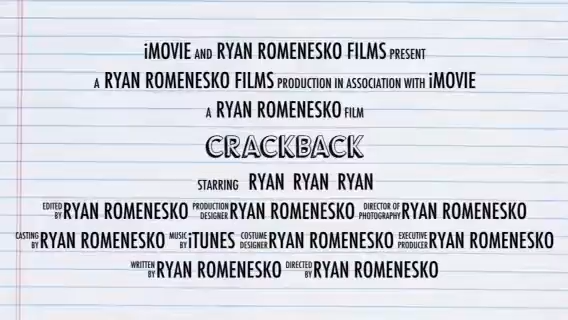 iMOVIE AND RYAN ROMENESKO FILMS PRESENT
A RYAN ROMENESKO FILMS PRODUCTION IN ASSOCIATION WITH iMOVIE
A RYAN ROMENESKO FILM
CRACKBACK
STARRING RYAN RYAN RYAN
EDITED BY RYAN ROMENESKO PRODUCTION DESIGNER RYAN ROMENESKO DIRECTOR OF PHOTOGRAPHY RYAN ROMENESKO
CASTING BY RYAN ROMENESKO MUSIC BY iTUNES COSTUME DESIGNER RYAN ROMENESKO EXECUTIVE PRODUCER RYAN ROMENESKO
WRITTEN BY RYAN ROMENESKO DIRECTED BY RYAN ROMENESKO